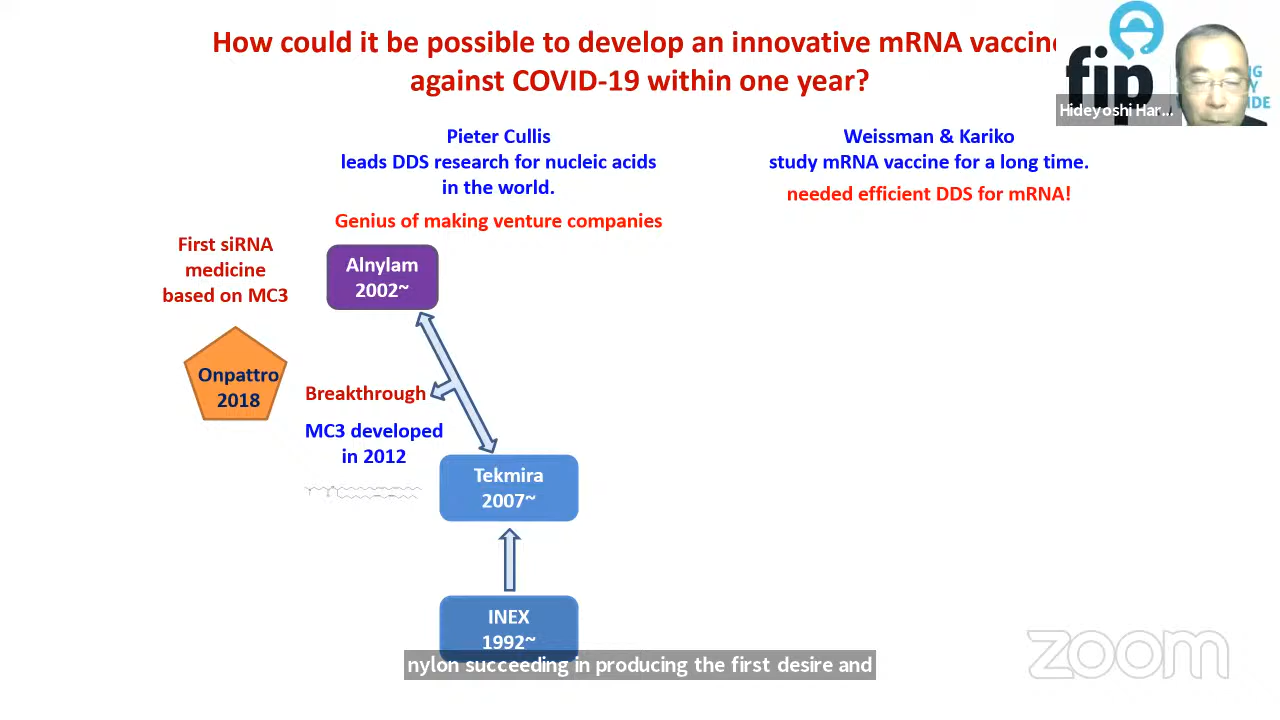 How could it be possible to develop an innovative mRNA vaccine
against COVID-19 within one year?
fip
Hideyoshi Har...
Pieter Cullis
leads DDS research for nucleic acids
in the world.
Genius of making venture companies
Weissman & Kariko
study mRNA vaccine for a long time.
needed efficient DDS for mRNA!
First siRNA
medicine
based on MC3
Alnylam
2002~
Onpattro
2018
Breakthrough
MC3 developed
in 2012
Tekmira
2007~
INEX
1992~
nylon succeeding in producing the first desire and
zoom